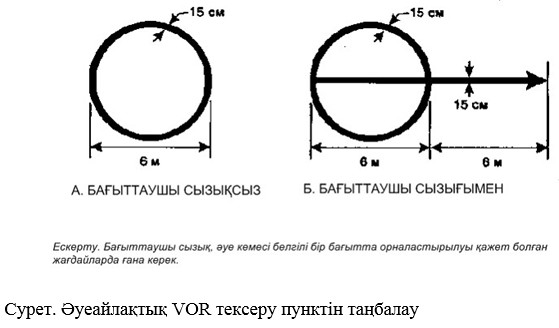 15 см
15 см
15 см
6 м
6 м
6 м
А. БАҒЫТТАУШЫ СЫЗЫҚСЫЗ
Б. БАҒЫТТАУШЫ СЫЗЫҒЫМЕН
Ескерту. Бағыттаушы сызық, әуе кемесі белгілі бір бағытта орналастырылуы қажет болған
жағдайларда ғана керек.
Сурет. Әуеайлақтық VOR тексеру пунктін таңбалау